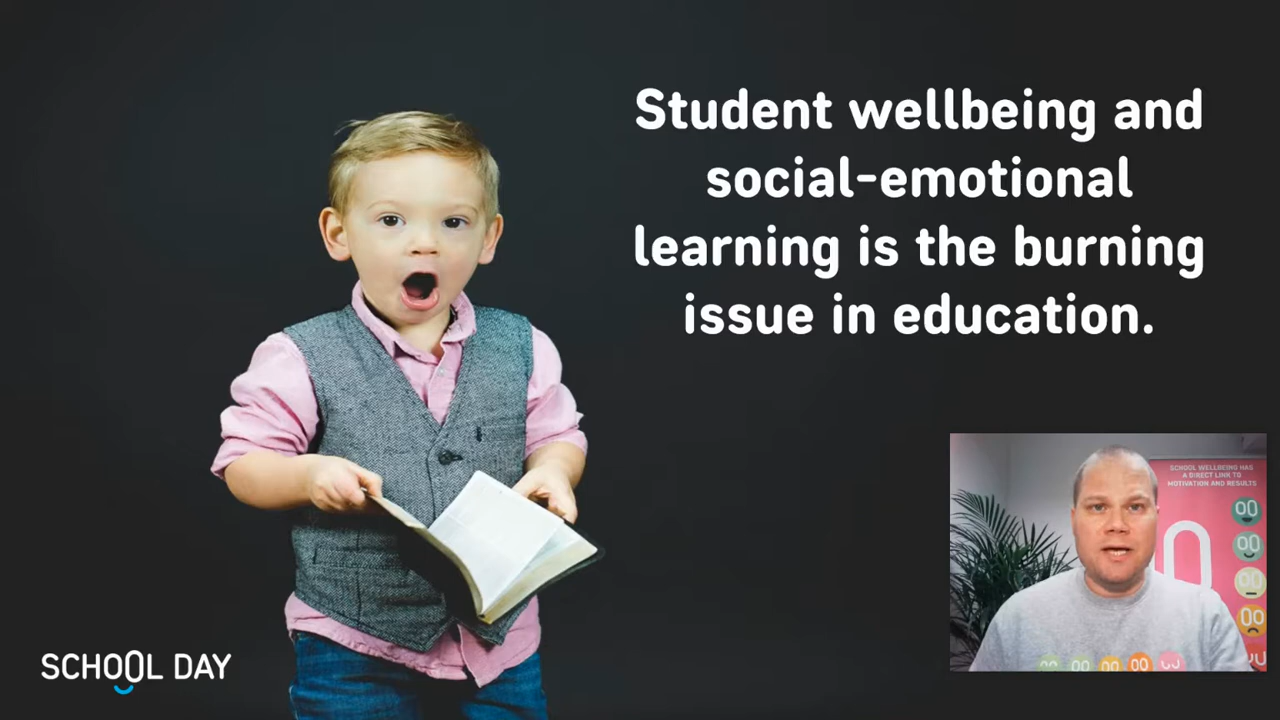 Student wellbeing and
social-emotional
learning is the burning
issue in education.
SCHOOL WELLBEING HAS
A DIRECT LINK TO
MOTIVATION AND RESULTS
SCHOOL DAY